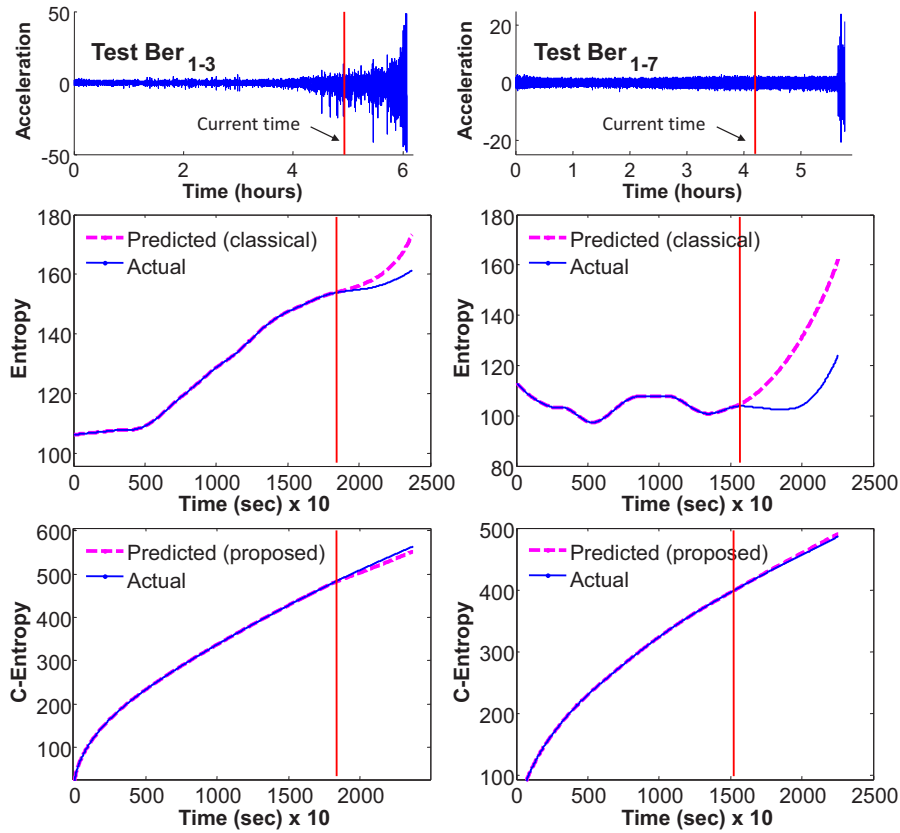 Test Ber 1-3
Acceleration
50
0
-50
Current time
0 2 4 6
Time (hours)
Test Ber 1-7
Acceleration
20
0
-20
Current time
0 1 2 3 4 5
Time (hours)
Entropy
180
160
140
120
100
Predicted (classical)
Actual
0 500 1000 1500 2000 2500
Time (sec) x 10
Entropy
180
160
140
120
100
80
Predicted (classical)
Actual
0 500 1000 1500 2000 2500
Time (sec) x 10
C-Entropy
600
500
400
300
200
100
Predicted (proposed)
Actual
0 500 1000 1500 2000
Time (sec) x 10
C-Entropy
500
400
300
200
100
Predicted (proposed)
Actual
0 500 1000 1500 2000 2500
Time (sec) x 10